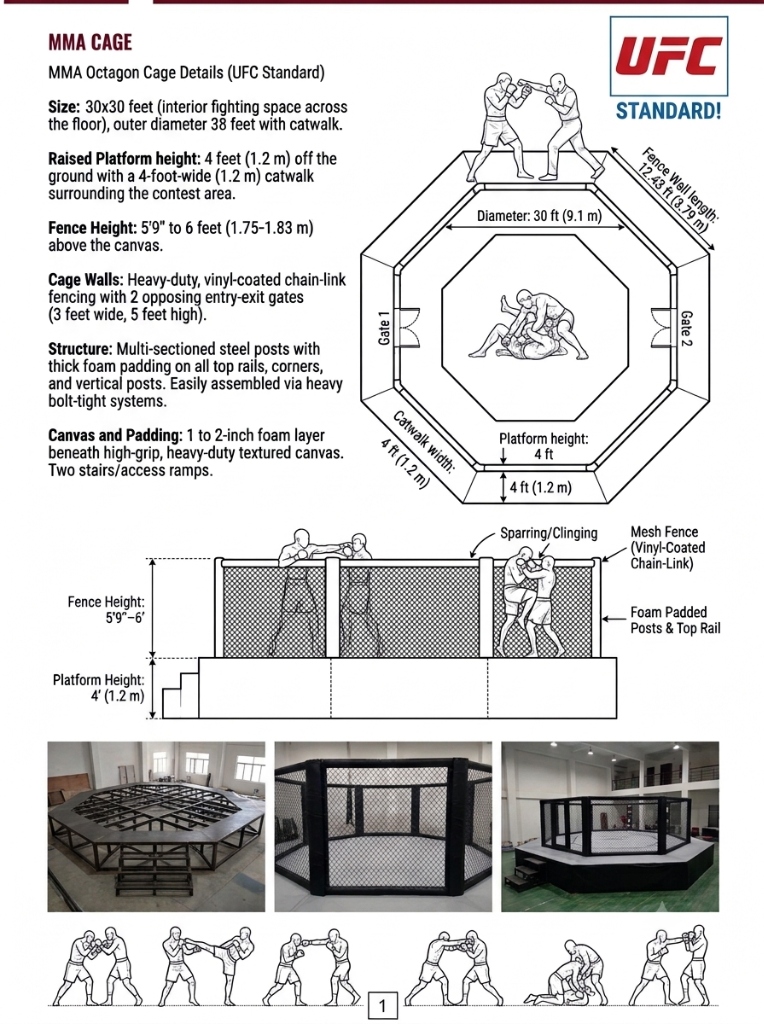 MMA CAGE
MMA Octagon Cage Details (UFC Standard)
Size: 30x30 feet (interior fighting space across
the floor), outer diameter 38 feet with catwalk.
Raised Platform height: 4 feet (1.2 m) off the
ground with a 4-foot-wide (1.2 m) catwalk
surrounding the contest area.
Fence Height: 5'9" to 6 feet (1.75-1.83 m)
above the canvas.
Cage Walls: Heavy-duty, vinyl-coated chain-link
fencing with 2 opposing entry-exit gates
(3 feet wide, 5 feet high).
Structure: Multi-sectioned steel posts with
thick foam padding on all top rails, corners,
and vertical posts. Easily assembled via heavy
bolt-tight systems.
Canvas and Padding: 1 to 2-inch foam layer
beneath high-grip, heavy-duty textured canvas.
Two stairs/access ramps.
UFC
STANDARD!
Fence Wall length:
12.43 ft (3.79 m)
Diameter: 30 ft (9.1 m)
Gate 1
Gate 2
Catwalk width:
4 ft (1.2 m)
Platform height:
4 ft
4 ft (1.2 m)
Sparring/Clinging
Mesh Fence
(Vinyl-Coated
Chain-Link)
Fence Height:
5'9"–6'
Foam Padded
Posts & Top Rail
Platform Height:
4' (1.2 m)
1